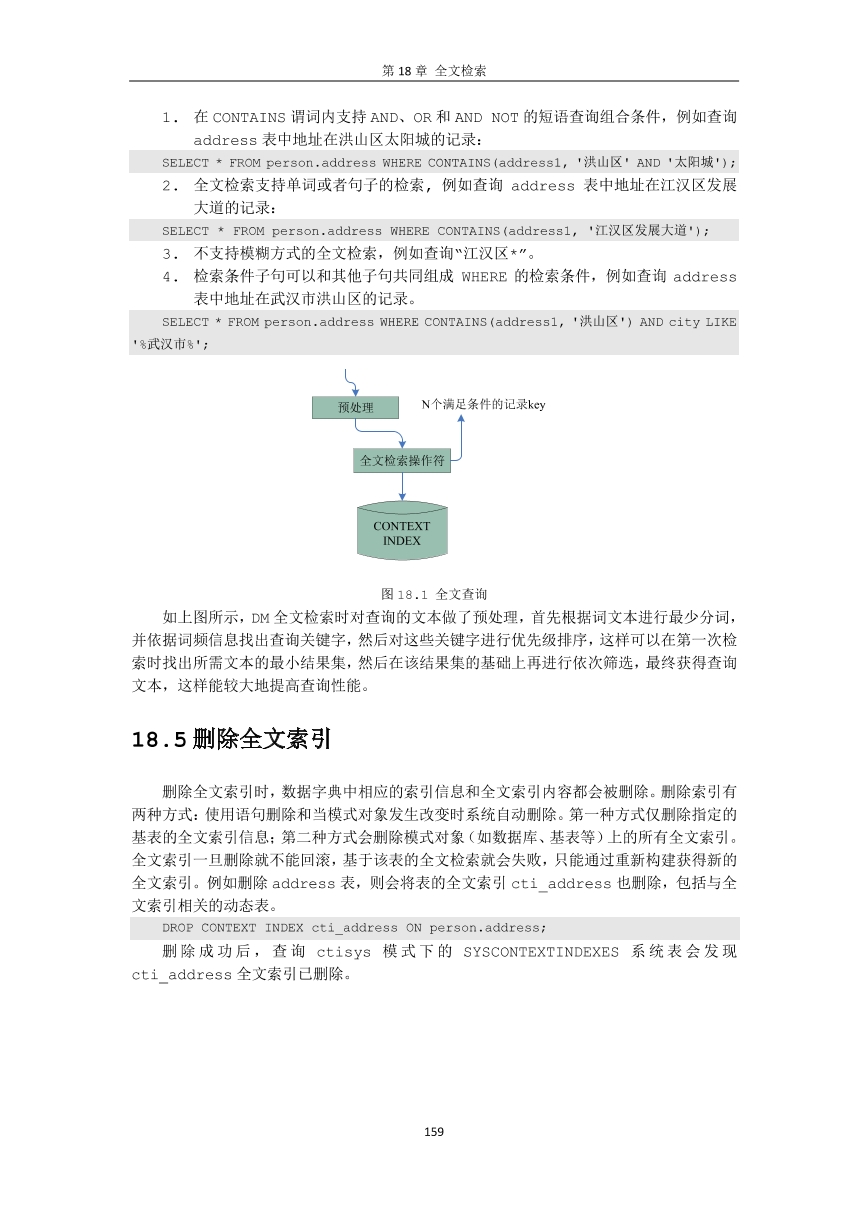 第 18 章 全文检索
1. 在 CONTAINS 谓词内支持 AND、OR 和 AND NOT 的短语查询组合条件，例如查询
address 表中地址在洪山区太阳城的记录：
SELECT * FROM person.address WHERE CONTAINS(address1, '洪山区' AND '太阳城');
2. 全文检索支持单词或者句子的检索，例如查询 address 表中地址在江汉区发展
大道的记录：
SELECT * FROM person.address WHERE CONTAINS(address1, '江汉区发展大道');
3. 不支持模糊方式的全文检索，例如查询“江汉区*”。
4. 检索条件子句可以和其他子句共同组成 WHERE 的检索条件，例如查询 address
表中地址在武汉市洪山区的记录。
SELECT * FROM person.address WHERE CONTAINS(address1, '洪山区') AND city LIKE
'%武汉市%';
预处理
N个满足条件的记录key
全文检索操作符
CONTEXT
INDEX
图 18.1 全文查询
如上图所示，DM 全文检索时对查询的文本做了预处理，首先根据词文本进行最少分词，
并依据词频信息找出查询关键字，然后对这些关键字进行优先级排序，这样可以在第一次检
索时找出所需文本的最小结果集，然后在该结果集的基础上再进行依次筛选，最终获得查询
文本，这样能较大地提高查询性能。
18.5 删除全文索引
删除全文索引时，数据字典中相应的索引信息和全文索引内容都会被删除。删除索引有
两种方式：使用语句删除和当模式对象发生改变时系统自动删除。第一种方式仅删除指定的
基表的全文索引信息；第二种方式会删除模式对象（如数据库、基表等）上的所有全文索引。
全文索引一旦删除就不能回滚，基于该表的全文检索就会失败，只能通过重新构建获得新的
全文索引。例如删除 address 表，则会将表的全文索引 cti_address 也删除，包括与全
文索引相关的动态表。
DROP CONTEXT INDEX cti_address ON person.address;
删除成功后，查询 ctisys 模式下的 SYSCONTEXTINDEXES 系统表会发现
cti_address 全文索引已删除。
159